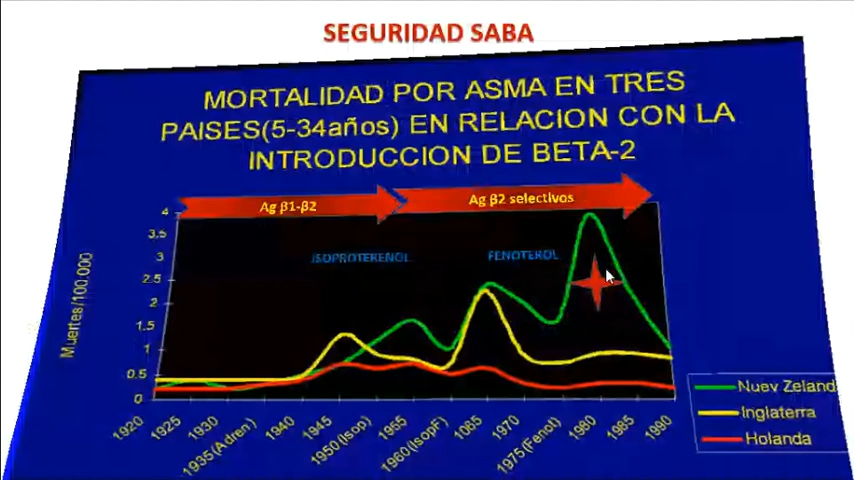 SEGURIDAD SABA
MORTALIDAD POR ASMA EN TRES
PAISES(5-34años) EN RELACION CON LA
INTRODUCCION DE BETA-2
Ag β1-β2
Ag β2 selectivos
ISOPROTERENOL
FENOTEROL
Muertes/100.000
4
3.5
3
2.5
2
1.5
1
0.5
0
1920
1925
1930
1935(Adren.)
1940
1945
1950(Isop)
1955
1960(IsopF)
1065
1970
1975(Fenol)
1980
1985
1990
Nuev Zeland
Inglaterra
Holanda